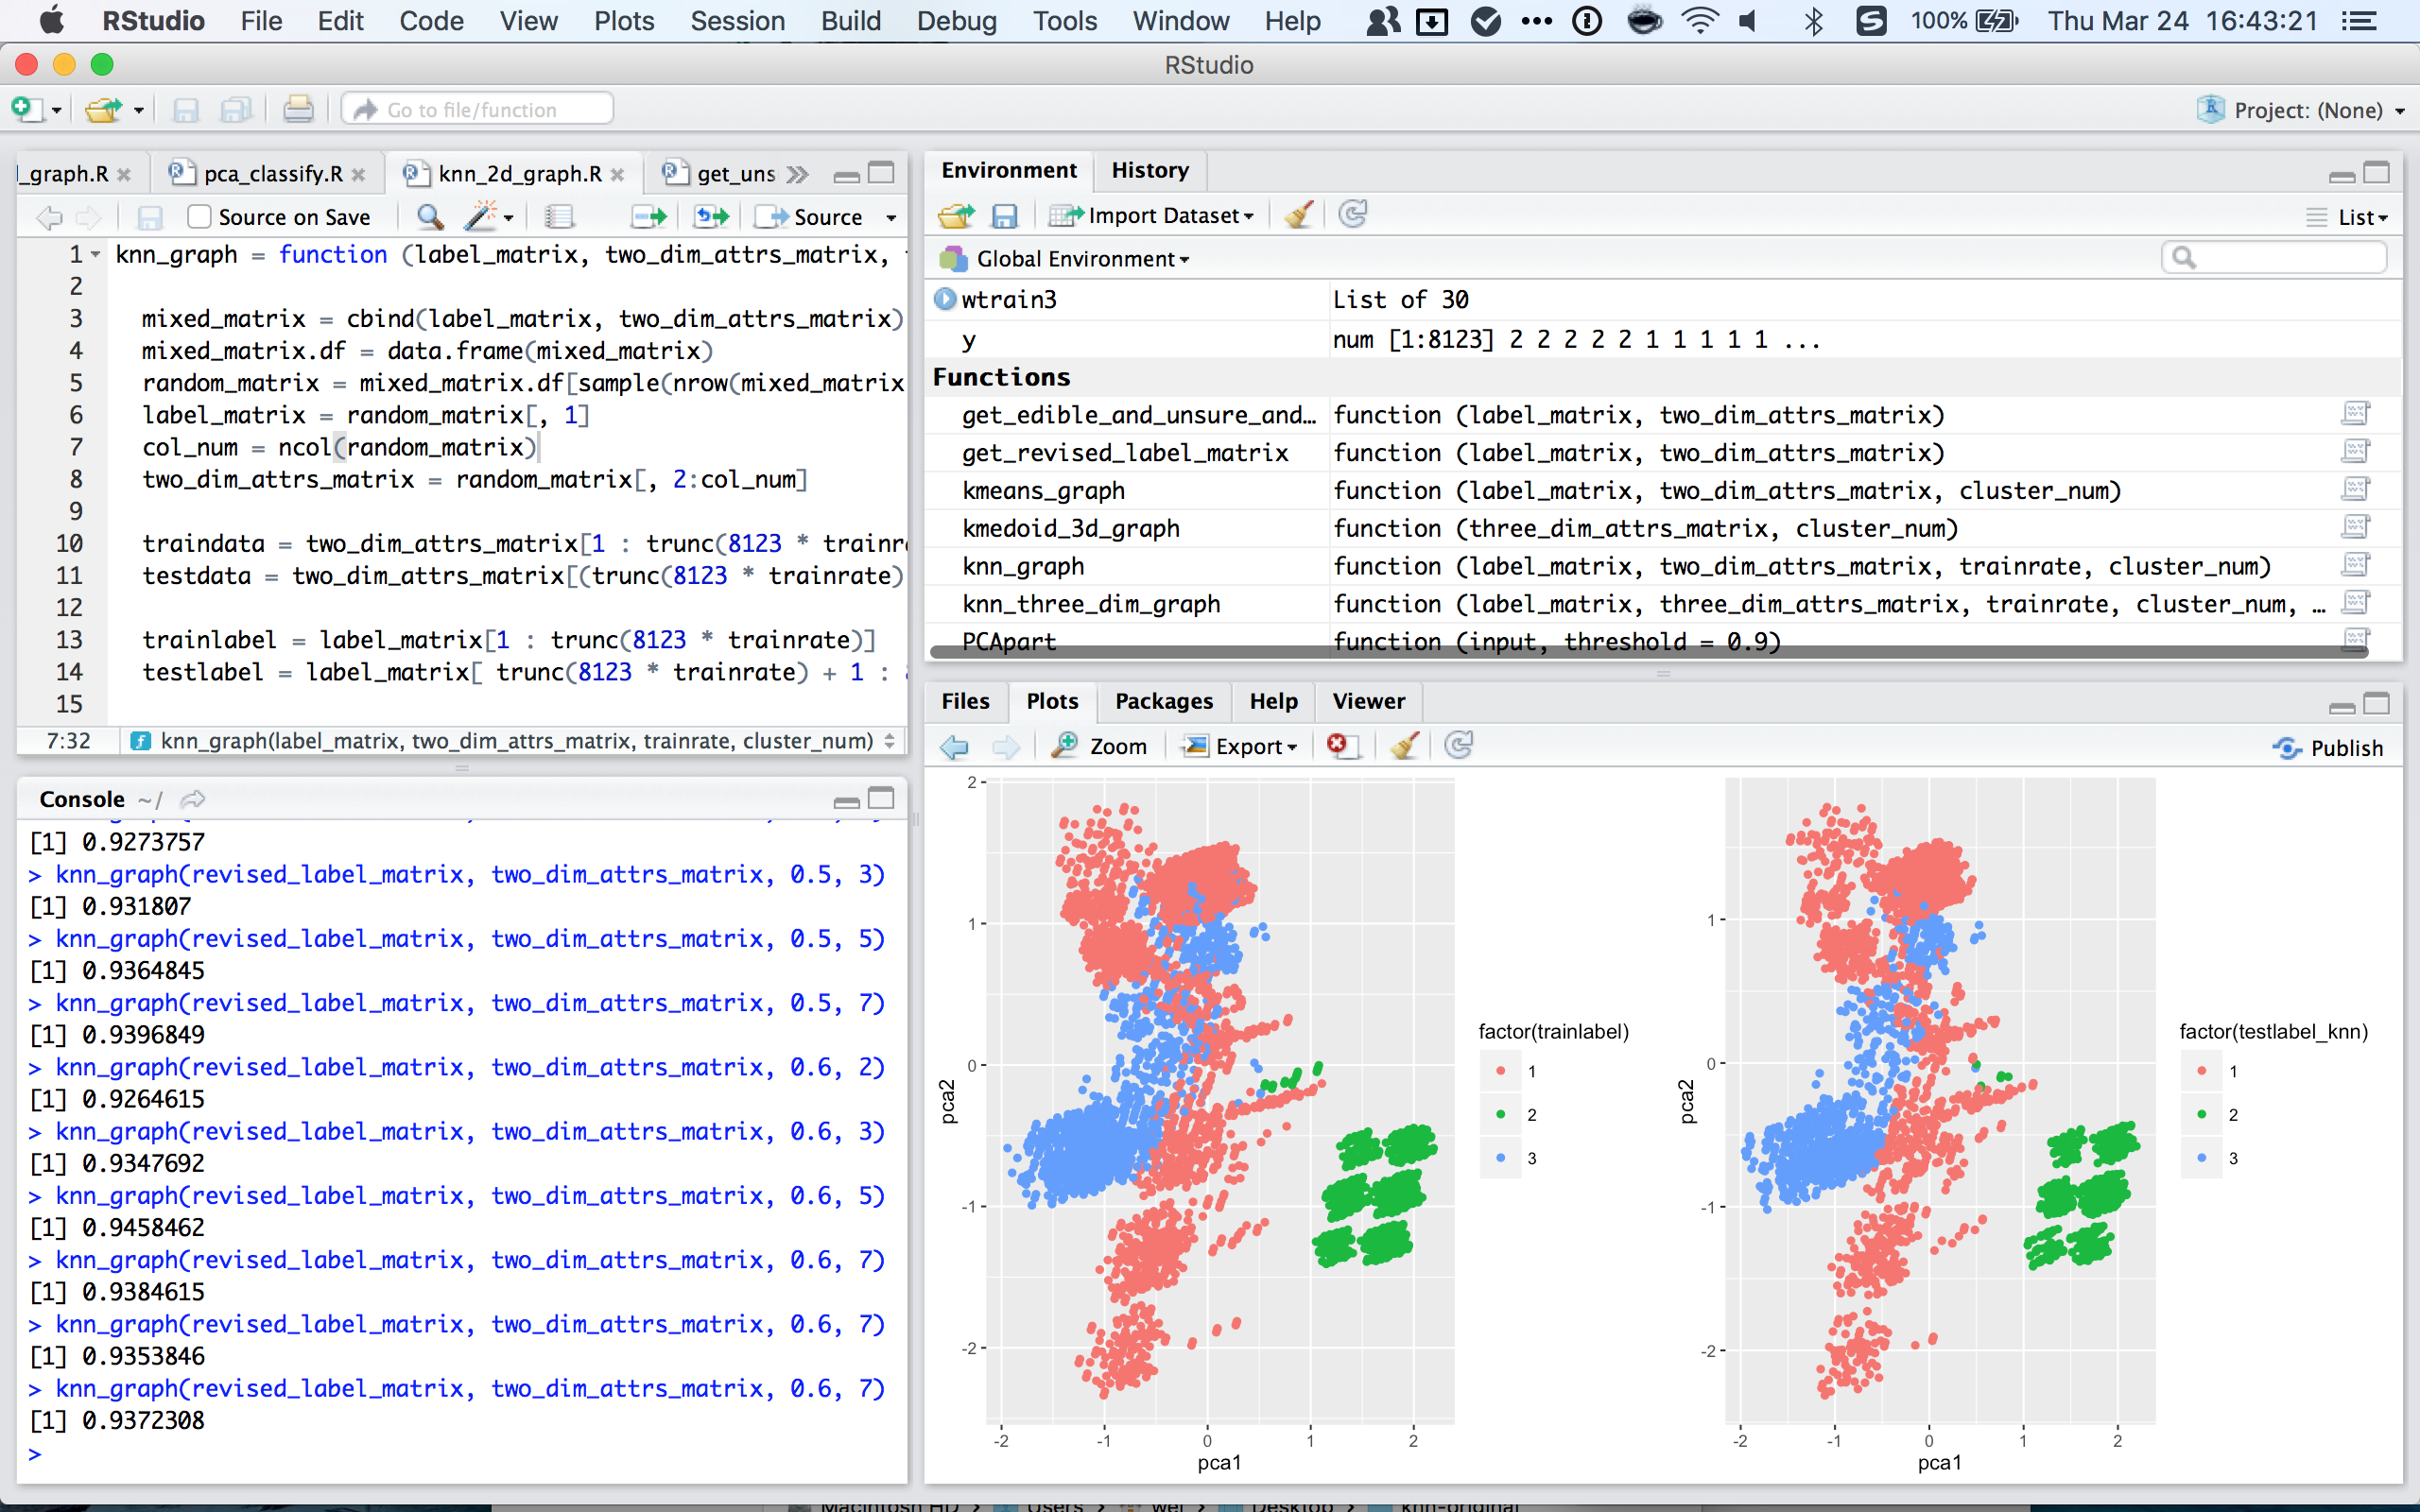 RStudio File Edit Code View Plots Session Build Debug Tools Window Help 100% Thu Mar 24 16:43:21
RStudio
Go to file/function
Project: (None)
l_graph.R pca_classify.R knn_2d_graph.R get_uns
Source on Save Source
1 knn_graph = function (label_matrix, two_dim_attrs_matrix,
2
3 mixed_matrix = cbind(label_matrix, two_dim_attrs_matrix)
4 mixed_matrix.df = data.frame(mixed_matrix)
5 random_matrix = mixed_matrix.df[sample(nrow(mixed_matrix
6 label_matrix = random_matrix[, 1]
7 col_num = ncol(random_matrix)
8 two_dim_attrs_matrix = random_matrix[, 2:col_num]
9
10 traindata = two_dim_attrs_matrix[1 : trunc(8123 * trainr
11 testdata = two_dim_attrs_matrix[(trunc(8123 * trainrate)
12
13 trainlabel = label_matrix[1 : trunc(8123 * trainrate)]
14 testlabel = label_matrix[ trunc(8123 * trainrate) + 1 :
15
7:32 knn_graph(label_matrix, two_dim_attrs_matrix, trainrate, cluster_num)
Console ~/
[1] 0.9273757
> knn_graph(revised_label_matrix, two_dim_attrs_matrix, 0.5, 3)
[1] 0.931807
> knn_graph(revised_label_matrix, two_dim_attrs_matrix, 0.5, 5)
[1] 0.9364845
> knn_graph(revised_label_matrix, two_dim_attrs_matrix, 0.5, 7)
[1] 0.9396849
> knn_graph(revised_label_matrix, two_dim_attrs_matrix, 0.6, 2)
[1] 0.9264615
> knn_graph(revised_label_matrix, two_dim_attrs_matrix, 0.6, 3)
[1] 0.9347692
> knn_graph(revised_label_matrix, two_dim_attrs_matrix, 0.6, 5)
[1] 0.9458462
> knn_graph(revised_label_matrix, two_dim_attrs_matrix, 0.6, 7)
[1] 0.9384615
> knn_graph(revised_label_matrix, two_dim_attrs_matrix, 0.6, 7)
[1] 0.9353846
> knn_graph(revised_label_matrix, two_dim_attrs_matrix, 0.6, 7)
[1] 0.9372308
>
Environment History
Import Dataset List
Global Environment
wtrain3 List of 30
y num [1:8123] 2 2 2 2 2 1 1 1 1 1 ...
Functions
get_edible_and_unsure_and… function (label_matrix, two_dim_attrs_matrix)
get_revised_label_matrix function (label_matrix, two_dim_attrs_matrix)
kmeans_graph function (label_matrix, two_dim_attrs_matrix, cluster_num)
kmedoid_3d_graph function (three_dim_attrs_matrix, cluster_num)
knn_graph function (label_matrix, two_dim_attrs_matrix, trainrate, cluster_num)
knn_three_dim_graph function (label_matrix, three_dim_attrs_matrix, trainrate, cluster_num, …
PCApart function (input, threshold = 0.9)
Files Plots Packages Help Viewer
Zoom Export Publish
2
1
0
-1
-2
pca2
-2 -1 0 1 2
pca1
factor(trainlabel)
1
2
3
1
0
-1
-2
pca2
-2 -1 0 1 2
pca1
factor(testlabel_knn)
1
2
3
Macintosh HD Users wei Desktop knn-original